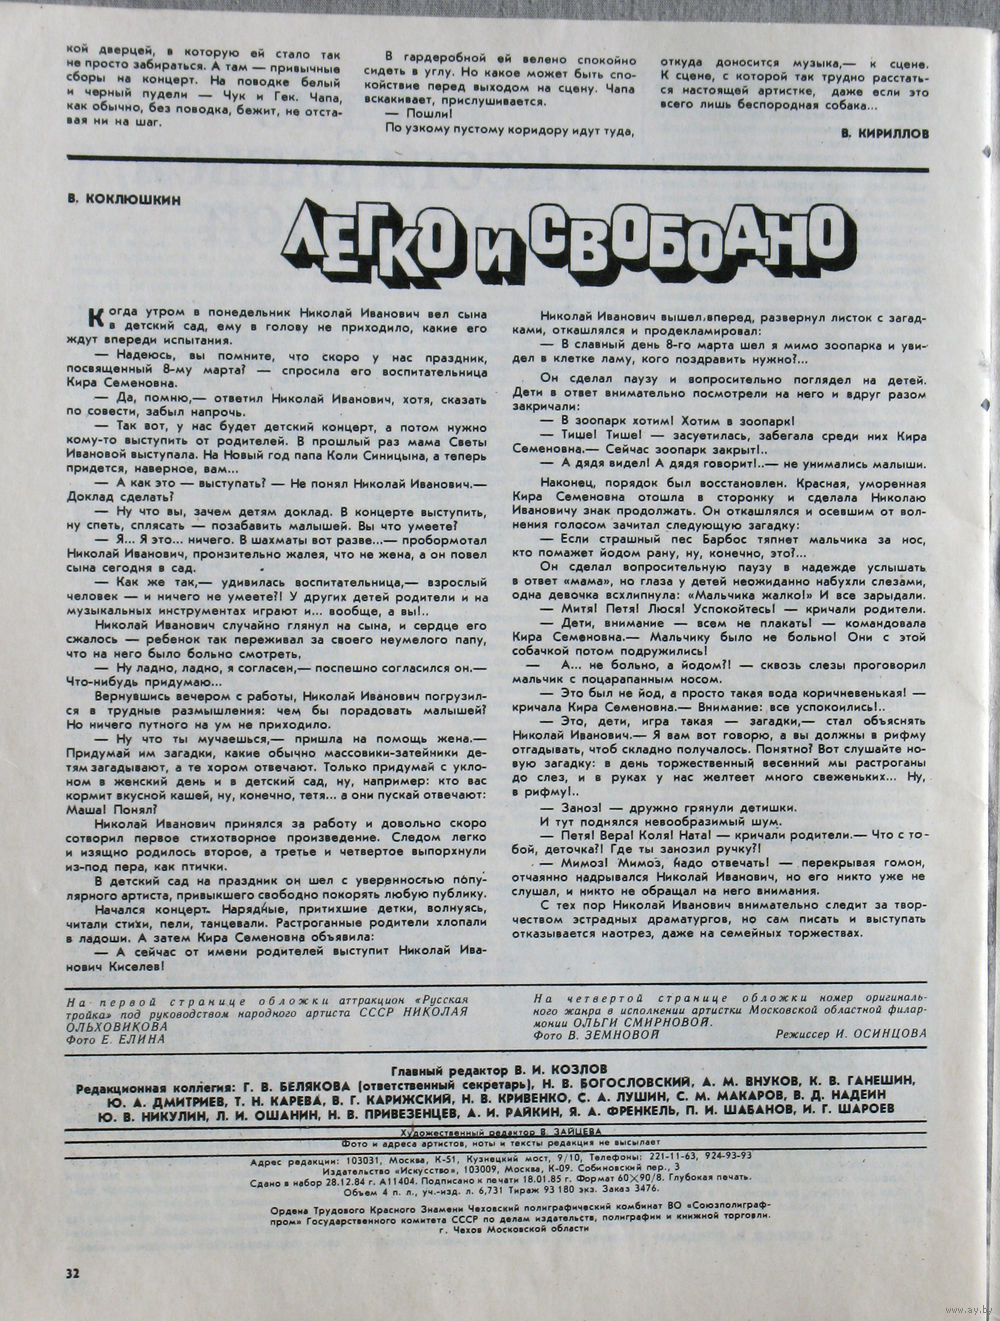 кой дверцей, в которую ей стало так
не просто забираться. А там — привычные
сборы на концерт. На поводке белый
и черный пудели — Чук и Гек. Чапа,
как обычно, без поводка, бежит, не отста-
вая ни на шаг.
В гардеробной ей велено спокойно
сидеть в углу. Но какое может быть спо-
койствие перед выходом на сцену. Чапа
вскакивает, прислушивается.
— Пошли!
По узкому пустому коридору идут туда,
откуда доносится музыка,— к сцене.
К сцене, с которой так трудно расстать-
ся настоящей артистке, даже если это
всего лишь беспородная собака...
В. КИРИЛЛОВ
В. КОКЛЮШКИН
ЛЕГКО И СВОБОДНО
Когда утром в понедельник Николай Иванович вел сына
в детский сад, ему в голову не приходило, какие его
ждут впереди испытания.
— Надеюсь, вы помните, что скоро у нас праздник,
посвященный 8-му марта? — спросила его воспитательница
Кира Семеновна.
— Да, помню,— ответил Николай Иванович, хотя, сказать
по совести, забыл напрочь.
— Так вот, у нас будет детский концерт, а потом нужно
кому-то выступить от родителей. В прошлый раз мама Светы
Ивановой выступала. На Новый год папа Коли Синицына, а теперь
придется, наверное, вам...
— А как это — выступать? — Не понял Николай Иванович.—
Доклад сделать?
— Ну что вы, зачем детям доклад. В концерте выступить,
ну спеть, сплясать — позабавить малышей. Вы что умеете?
— Я... Я это... ничего. В шахматы вот разве...— пробормотал
Николай Иванович, пронзительно жалея, что не жена, а он повел
сына сегодня в сад.
— Как же так,— удивилась воспитательница,— взрослый
человек — и ничего не умеете?! У других детей родители и на
музыкальных инструментах играют и... вообще, а вы!..
Николай Иванович случайно глянул на сына, и сердце его
сжалось — ребенок так переживал за своего неумелого папу,
что на него было больно смотреть.
— Ну ладно, ладно, я согласен,— поспешно согласился он.—
Что-нибудь придумаю...
Вернувшись вечером с работы, Николай Иванович погрузил-
ся в трудные размышления: чем бы порадовать малышей?
Но ничего путного на ум не приходило.
— Ну что ты мучаешься,— пришла на помощь жена.—
Придумай им загадки, какие обычно массовики-затейники де-
тям загадывают, а те хором отвечают. Только придумай с укло-
ном в женский день и в детский сад, ну, например: кто вас
кормит вкусной кашей, ну, конечно, тетя... а они пускай отвечают:
Маша! Понял?
Николай Иванович принялся за работу и довольно скоро
сотворил первое стихотворное произведение. Следом легко
и изящно родилось второе, а третье и четвертое выпорхнули
из-под пера, как птички.
В детский сад на праздник он шел с уверенностью попу-
лярного артиста, привыкшего свободно покорять любую публику.
Начался концерт. Нарядные, притихшие детки, волнуясь,
читали стихи, пели, танцевали. Растроганные родители хлопали
в ладоши. А затем Кира Семеновна объявила:
— А сейчас от имени родителей выступит Николай Ива-
нович Киселев!
Николай Иванович вышел вперед, развернул листок с загад-
ками, откашлялся и продекламировал:
— В славный день 8-го марта шел я мимо зоопарка и уви-
дел в клетке ламу, кого поздравить нужно?...
Он сделал паузу и вопросительно поглядел на детей.
Дети в ответ внимательно посмотрели на него и вдруг разом
закричали:
— В зоопарк хотим! Хотим в зоопарк!
— Тише! Тише! — засуетилась, забегала среди них Кира
Семеновна.— Сейчас зоопарк закрыт!..
— А дядя видел! А дядя говорит!..— не унимались малыши.
Наконец, порядок был восстановлен. Красная, уморенная
Кира Семеновна отошла в сторонку и сделала Николаю
Ивановичу знак продолжать. Он откашлялся и осевшим от вол-
нения голосом зачитал следующую загадку:
— Если страшный пес Барбос тяпнет мальчика за нос,
кто помажет йодом рану, ну, конечно, это?...
Он сделал вопросительную паузу в надежде услышать
в ответ «мама», но глаза у детей неожиданно набухли слезами,
одна девочка всхлипнула: «Мальчика жалко!» И все зарыдали.
— Митя! Петя! Люся! Успокойтесь! — кричали родители.
— Дети, внимание — всем не плакать! — командовала
Кира Семеновна.— Мальчику было не больно! Они с этой
собачкой потом подружились!
— А... не больно, а йодом?! — сквозь слезы проговорил
мальчик с поцарапанным носом.
— Это был не йод, а просто такая вода коричневенькая! —
кричала Кира Семеновна.— Внимание: все успокоились!..
— Это, дети, игра такая — загадки,— стал объяснять
Николай Иванович.— Я вам вот говорю, а вы должны в рифму
отгадывать, чтоб складно получалось. Понятно? Вот слушайте но-
вую загадку: в день торжественный весенний мы растроганы
до слез, и в руках у нас желтеет много свеженьких... Ну,
в рифму!..
— Заноз! — дружно грянули детишки.
И тут поднялся невообразимый шум.
— Петя! Вера! Коля! Ната! — кричали родители.— Что с то-
бой, деточка?! Где ты занозил ручку?!
— Мимоз! Мимоз, надо отвечать! — перекрывая гомон,
отчаянно надрывался Николай Иванович, но его никто уже не
слушал, и никто не обращал на него внимания.
С тех пор Николай Иванович внимательно следит за твор-
чеством эстрадных драматургов, но сам писать и выступать
отказывается наотрез, даже на семейных торжествах.
На первой странице обложки аттракцион «Русская
тройка» под руководством народного артиста СССР НИКОЛАЯ
ОЛЬХОВИКОВА
Фото Е. ЕЛИНА
На четвертой странице обложки номер оригиналь-
ного жанра в исполнении артистки Московской областной филар-
монии ОЛЬГИ СМИРНОВОЙ.
Фото В. ЗЕМНОВОЙ Режиссер И. ОСИНЦОВА
Главный редактор В. И. КОЗЛОВ
Редакционная коллегия: Г. В. БЕЛЯКОВА (ответственный секретарь), Н. В. БОГОСЛОВСКИЙ, А. М. ВНУКОВ, К. В. ГАНЕШИН,
Ю. А. ДМИТРИЕВ, Т. Н. КАРЕВА, В. Г. КАРИЖСКИЙ, Н. В. КРИВЕНКО, С. А. ЛУШИН, С. М. МАКАРОВ, В. Д. НАДЕИН
Ю. В. НИКУЛИН, Л. И. ОШАНИН, Н. В. ПРИВЕЗЕНЦЕВ, А. И. РАЙКИН, Я. А. ФРЕНКЕЛЬ, П. И. ШАБАНОВ, И. Г. ШАРОЕВ
Художественный редактор В. ЗАЙЦЕВА
Фото и адреса артистов, ноты и тексты редакция не высылает
Адрес редакции: 103031, Москва, К-51, Кузнецкий мост, 9/10, Телефоны: 221-11-63, 924-93-93
Издательство «Искусство», 103009, Москва, К-09. Собиновский пер., 3
Сдано в набор 28.12.84 г. А11404. Подписано к печати 18.01.85 г. Формат 60×90/8. Глубокая печать.
Объем 4 п. л., уч.-изд. л. 6,731 Тираж 93 180 экз. Заказ 3476.
Ордена Трудового Красного Знамени Чеховский полиграфический комбинат ВО «Союзполиграф-
пром» Государственного комитета СССР по делам издательств, полиграфии и книжной торговли.
г. Чехов Московской области
32
www.ay.by